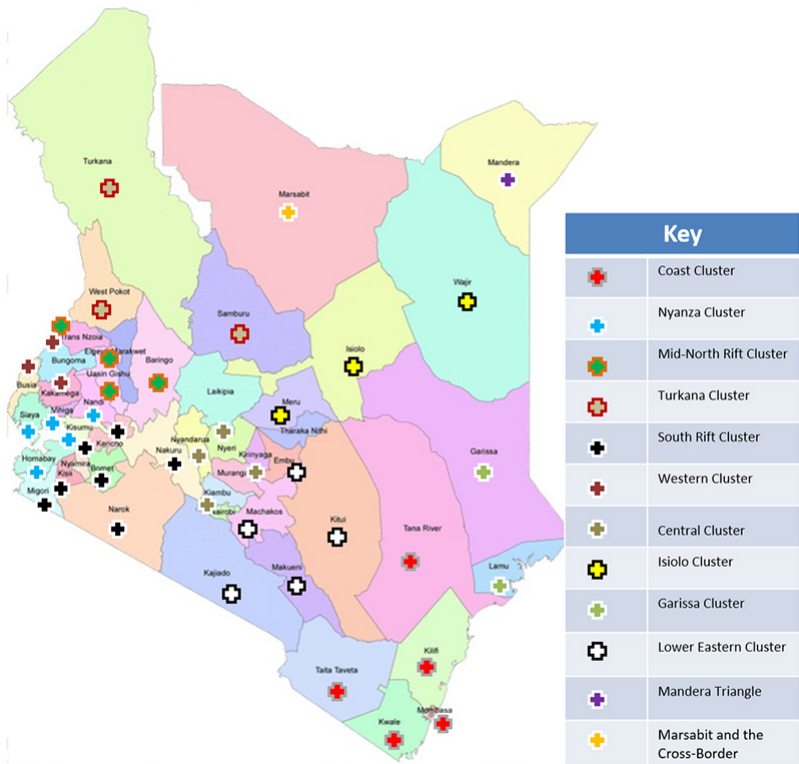 Turkana
Marsabit
Mandera
Wajir
West Pokot
Samburu
Isiolo
Trans Nzoia
Elgeyo Marakwet
Baringo
Bungoma
Uasin Gishu
Busia
Kakamega
Nandi
Laikipia
Meru
Siaya
Vihiga
Kisumu
Kericho
Nyandarua
Nyeri
Tharaka Nithi
Garissa
Homabay
Nyamira
Kisii
Bomet
Nakuru
Kirinyaga
Muranga
Embu
Migori
Narok
Kiambu
Nairobi
Machakos
Kitui
Tana River
Kajiado
Makueni
Lamu
Taita Taveta
Kilifi
Kwale
Mombasa
Key
Coast Cluster
Nyanza Cluster
Mid-North Rift Cluster
Turkana Cluster
South Rift Cluster
Western Cluster
Central Cluster
Isiolo Cluster
Garissa Cluster
Lower Eastern Cluster
Mandera Triangle
Marsabit and the
Cross-Border